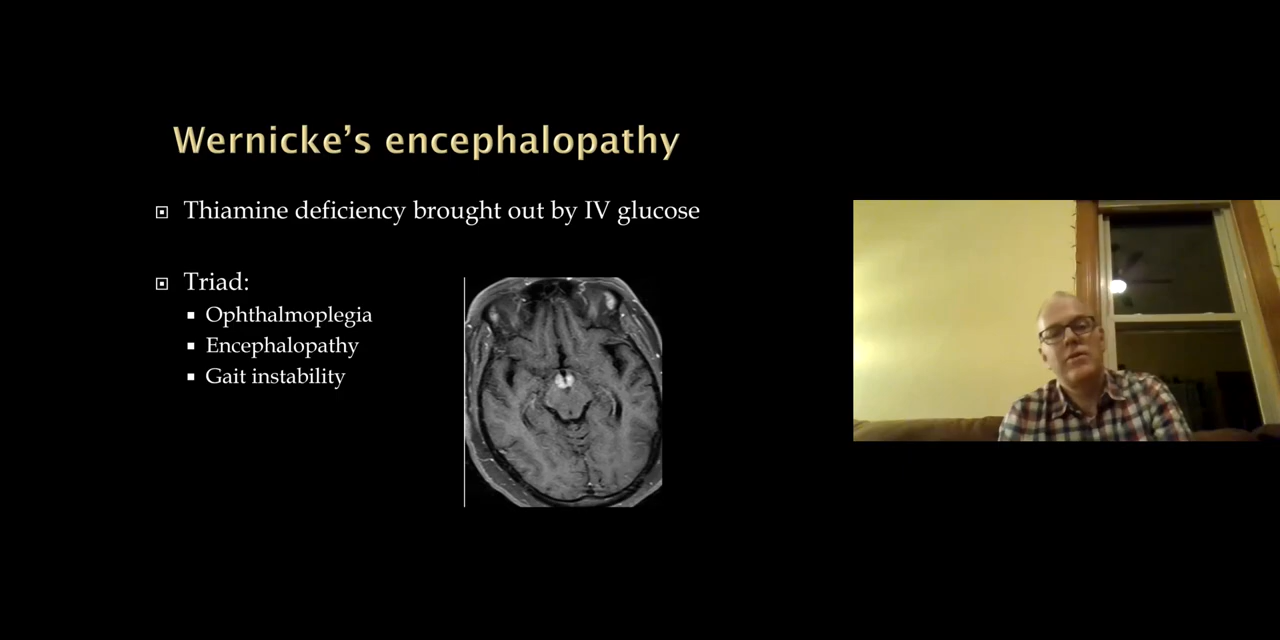 Wernicke’s encephalopathy
Thiamine deficiency brought out by IV glucose
Triad:
Ophthalmoplegia
Encephalopathy
Gait instability